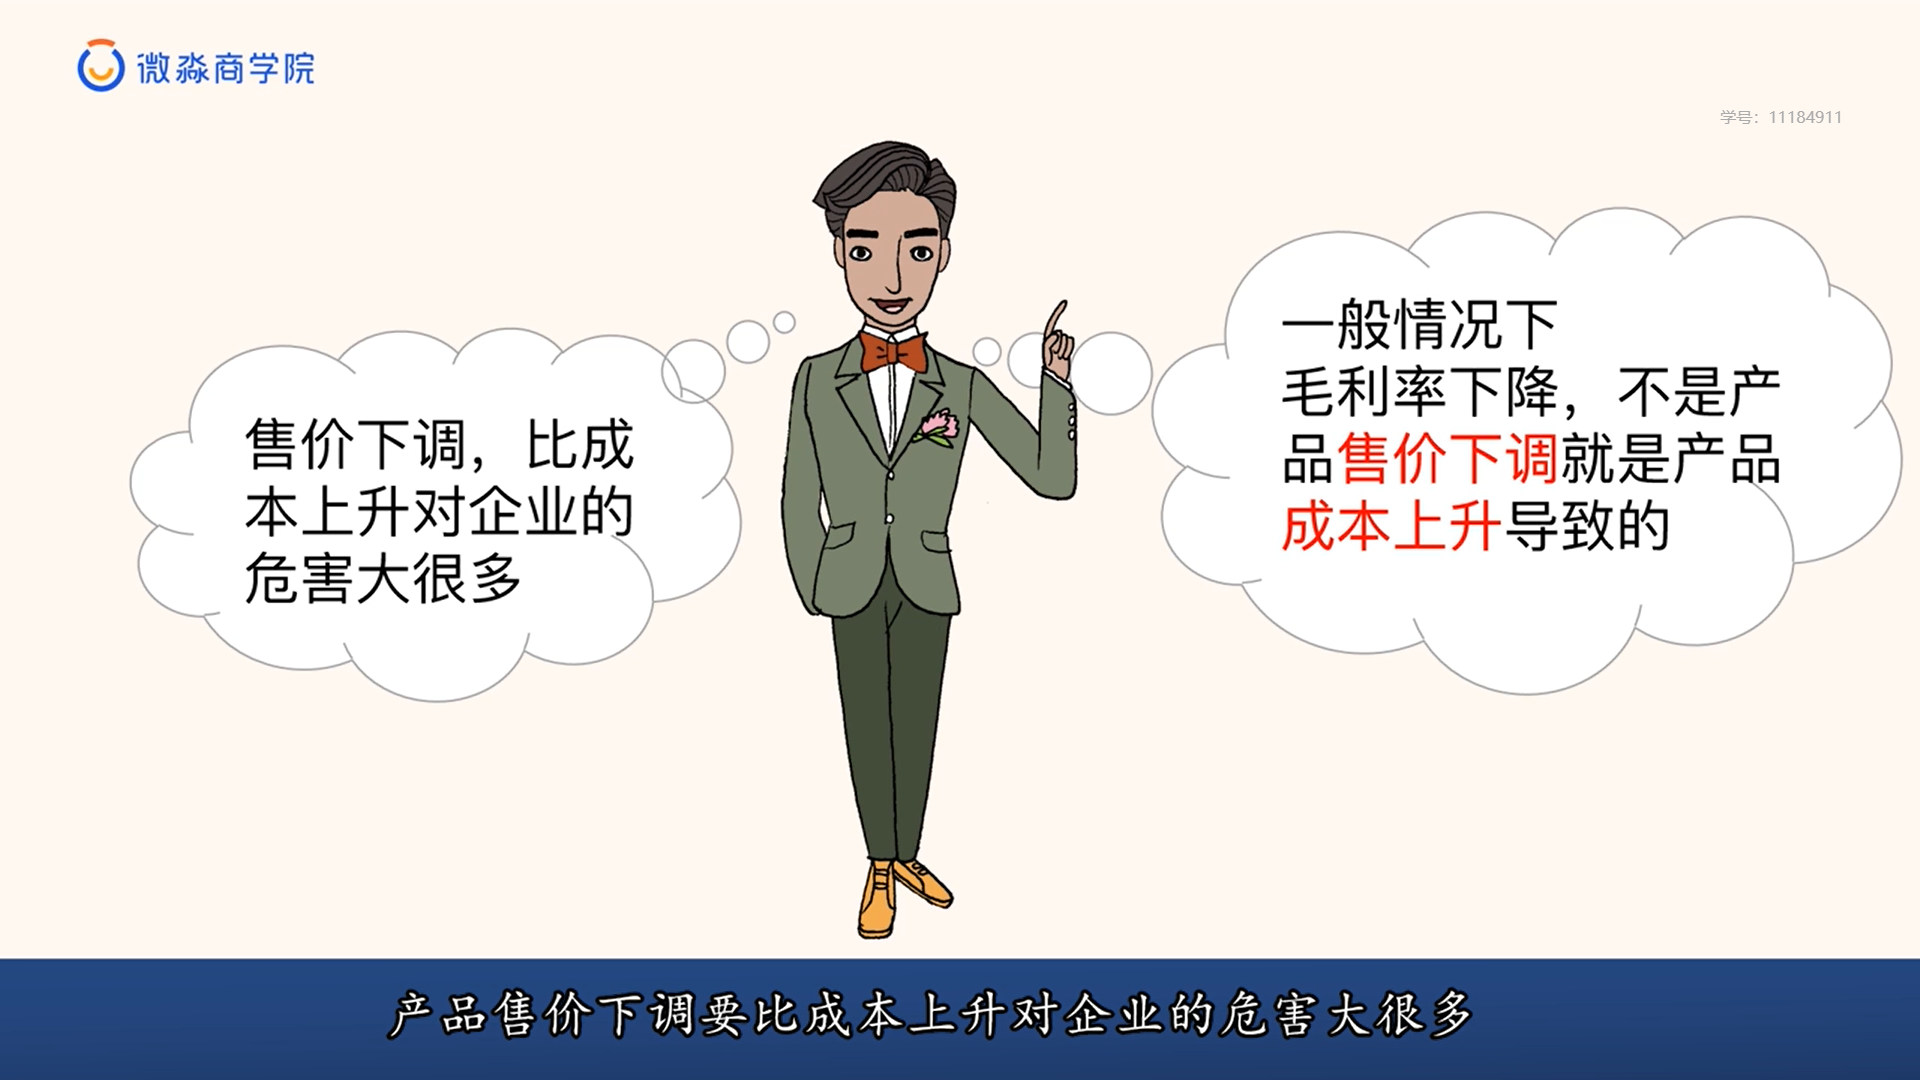 微淼商学院
学号：11184911
售价下调，比成
本上升对企业的
危害大很多
一般情况下
毛利率下降，不是产
品售价下调就是产品
成本上升导致的
产品售价下调要比成本上升对企业的危害大很多